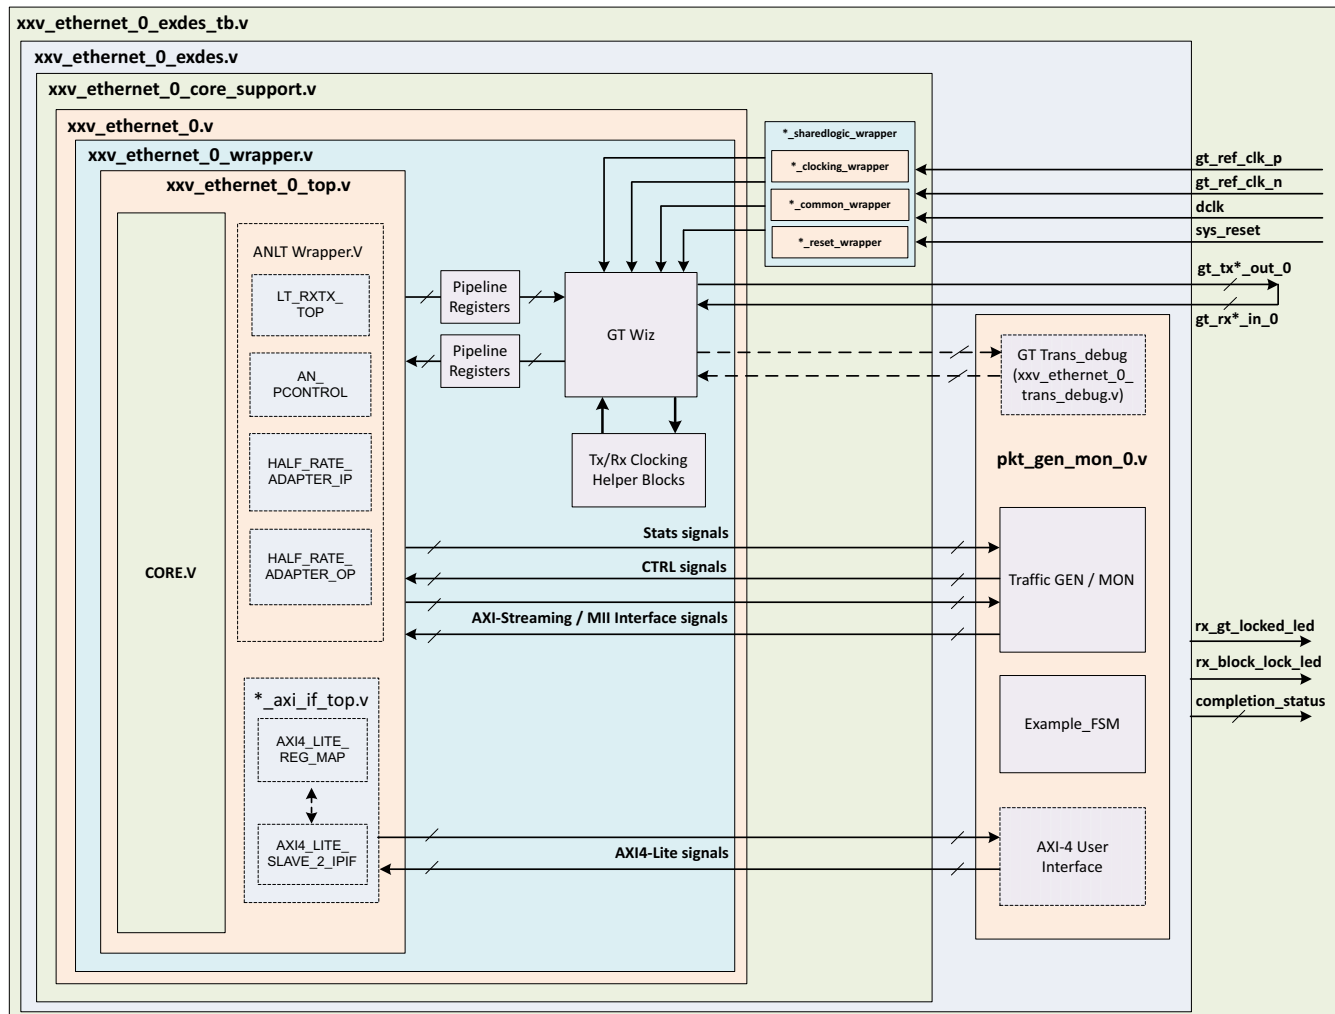 xxv_ethernet_0_exdes_tb.v
xxv_ethernet_0_exdes.v
xxv_ethernet_0_core_support.v
xxv_ethernet_0.v
xxv_ethernet_0_wrapper.v
xxv_ethernet_0_top.v
CORE.V
ANLT Wrapper.V
LT_RXTX_
TOP
AN_
PCONTROL
HALF_RATE_
ADAPTER_IP
HALF_RATE_
ADAPTER_OP
*_axi_if_top.v
AXI4_LITE_
REG_MAP
AXI4_LITE_
SLAVE_2_IPIF
Pipeline
Registers
Pipeline
Registers
GT Wiz
Tx/Rx Clocking
Helper Blocks
*_sharedlogic_wrapper
*_clocking_wrapper
*_common_wrapper
*_reset_wrapper
gt_ref_clk_p
gt_ref_clk_n
dclk
sys_reset
gt_tx*_out_0
gt_rx*_in_0
Stats signals
CTRL signals
AXI-Streaming / MII Interface signals
AXI4-Lite signals
GT Trans_debug
(xxv_ethernet_0_
trans_debug.v)
pkt_gen_mon_0.v
Traffic GEN / MON
Example_FSM
AXI-4 User
Interface
rx_gt_locked_led
rx_block_lock_led
completion_status